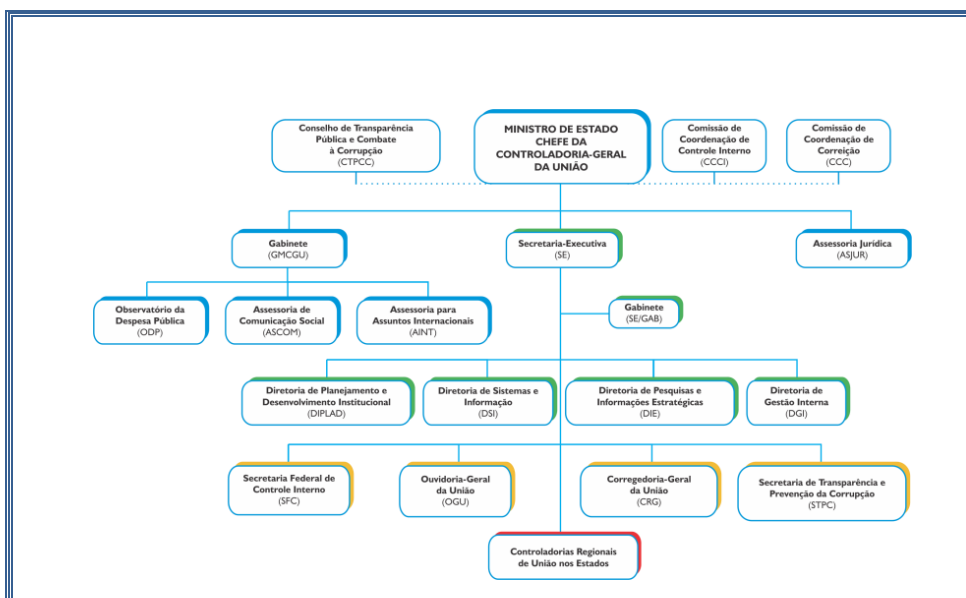 Conselho de Transparência
Pública e Combate
à Corrupção
(CTPCC)
MINISTRO DE ESTADO
CHEFE DA
CONTROLADORIA-GERAL
DA UNIÃO
Comissão de
Coordenação de
Controle Interno
(CCCI)
Comissão de
Coordenação de
Correição
(CCC)
Gabinete
(GMCGU)
Secretaria-Executiva
(SE)
Assessoria Jurídica
(ASJUR)
Observatório da
Despesa Pública
(ODP)
Assessoria de
Comunicação Social
(ASCOM)
Assessoria para
Assuntos Internacionais
(AINT)
Gabinete
(SE/GAB)
Diretoria de Planejamento e
Desenvolvimento Institucional
(DIPLAD)
Diretoria de Sistemas e
Informação
(DSI)
Diretoria de Pesquisas e
Informações Estratégicas
(DIE)
Diretoria de
Gestão Interna
(DGI)
Secretaria Federal de
Controle Interno
(SFC)
Ouvidoria-Geral
da União
(OGU)
Corregedoria-Geral
da União
(CRG)
Secretaria de Transparência e
Prevenção da Corrupção
(STPC)
Controladorias Regionais
de União nos Estados